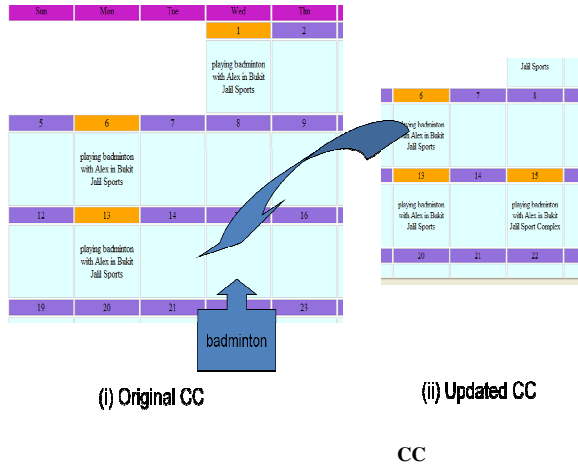 Sun Mon Tue Wed Thu
1 2
playing badminton
with Alex in Bukit
Jalil Sports
5 6 7 8 9
playing badminton
with Alex in Bukit
Jalil Sports
12 13 14 16
playing badminton
with Alex in Bukit
Jalil Sports
19 20 21 23
badminton
(i) Original CC
Jalil Sports
6 7 8
badminton
with Alex in Bukit
Jalil Sports
13 14 15
playing badminton
with Alex in Bukit
Jalil Sports
playing badminton
with Alex in Bukit
Jalil Sport Complex
20 21 22
(ii) Updated CC
CC